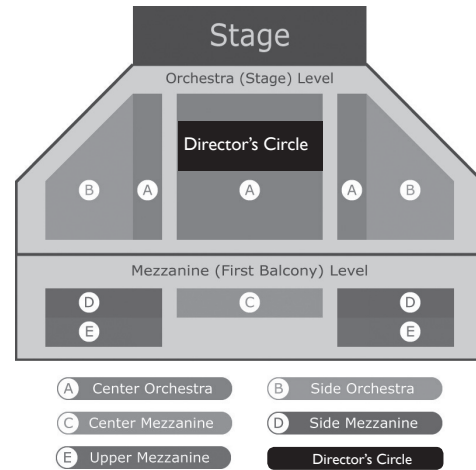 Stage
Orchestra (Stage) Level
Director's Circle
B A A A B
Mezzanine (First Balcony) Level
D C D
E E
A Center Orchestra B Side Orchestra
C Center Mezzanine D Side Mezzanine
E Upper Mezzanine Director's Circle